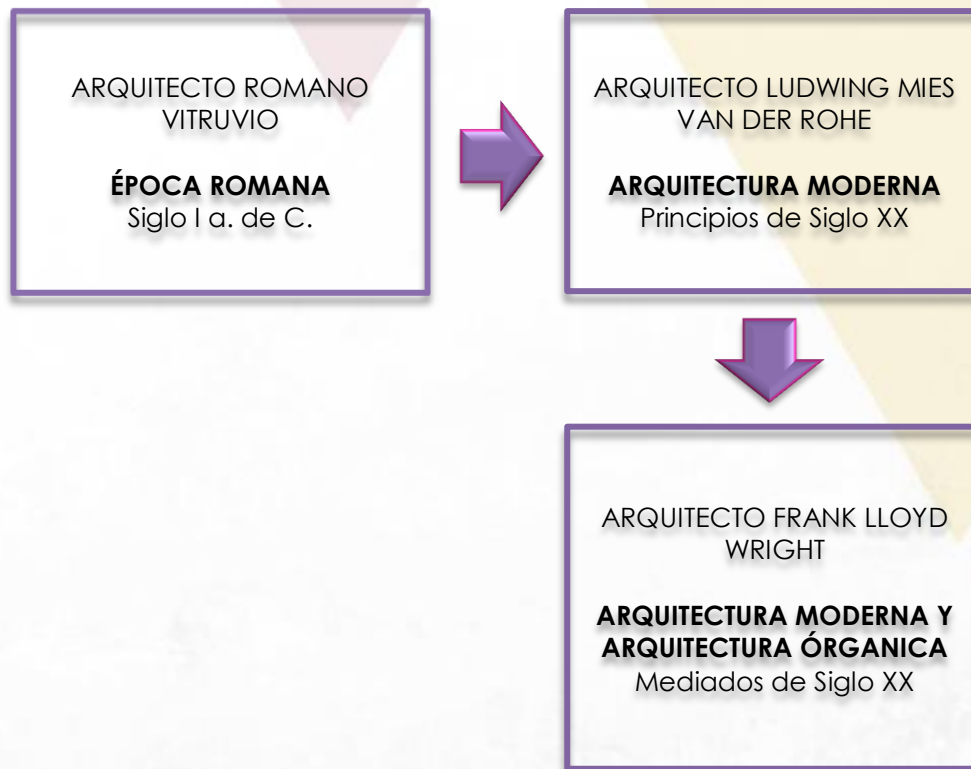 ARQUITECTO ROMANO
VITRUVIO
ÉPOCA ROMANA
Siglo I a. de C.
ARQUITECTO LUDWING MIES
VAN DER ROHE
ARQUITECTURA MODERNA
Principios de Siglo XX
ARQUITECTO FRANK LLOYD
WRIGHT
ARQUITECTURA MODERNA Y
ARQUITECTURA ÓRGANICA
Mediados de Siglo XX